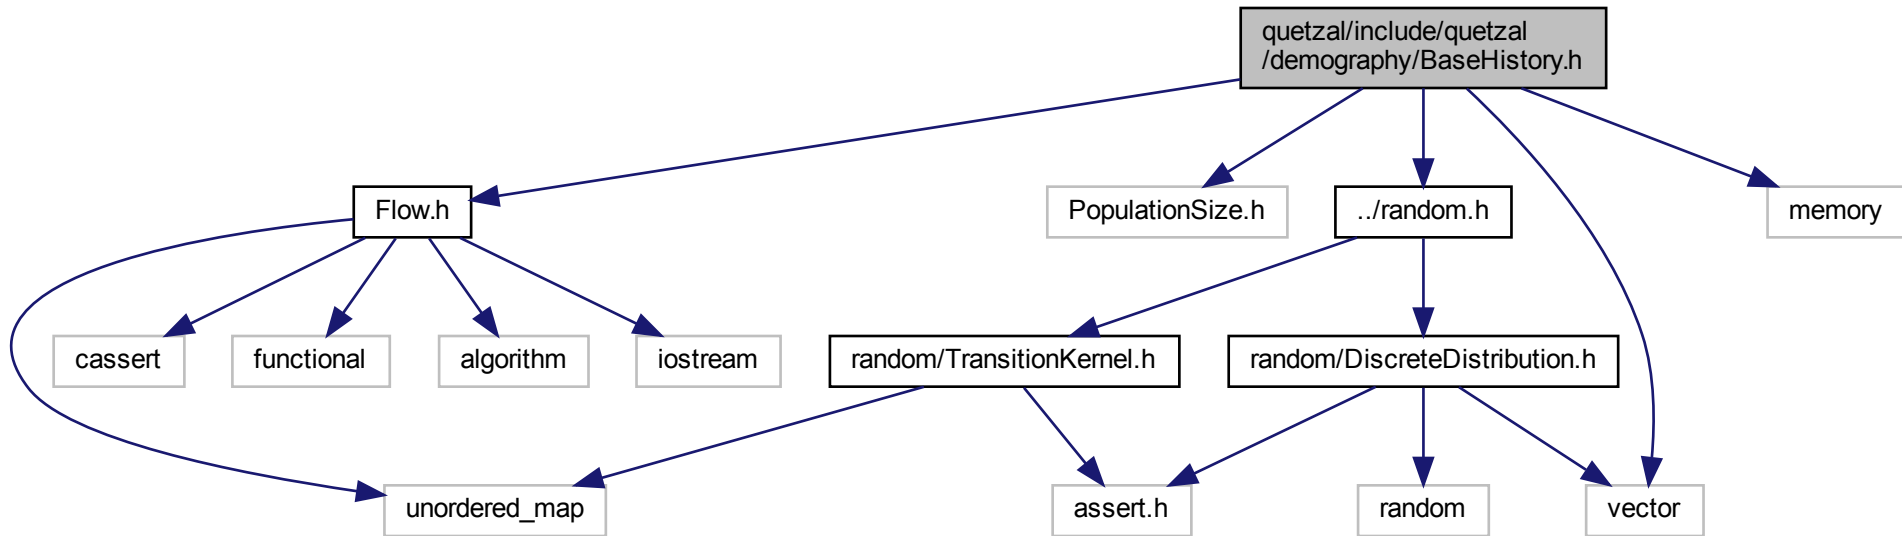 quetzal/include/quetzal
/demography/BaseHistory.h
Flow.h
PopulationSize.h
../random.h
memory
cassert
functional
algorithm
iostream
random/TransitionKernel.h
random/DiscreteDistribution.h
unordered_map
assert.h
random
vector